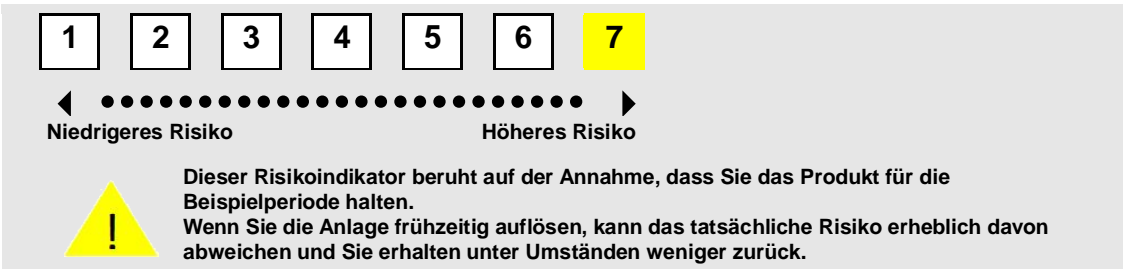 1 2 3 4 5 6 7
Niedrigeres Risiko Höheres Risiko
Dieser Risikoindikator beruht auf der Annahme, dass Sie das Produkt für die
Beispielperiode halten.
Wenn Sie die Anlage frühzeitig auflösen, kann das tatsächliche Risiko erheblich davon
abweichen und Sie erhalten unter Umständen weniger zurück.
!